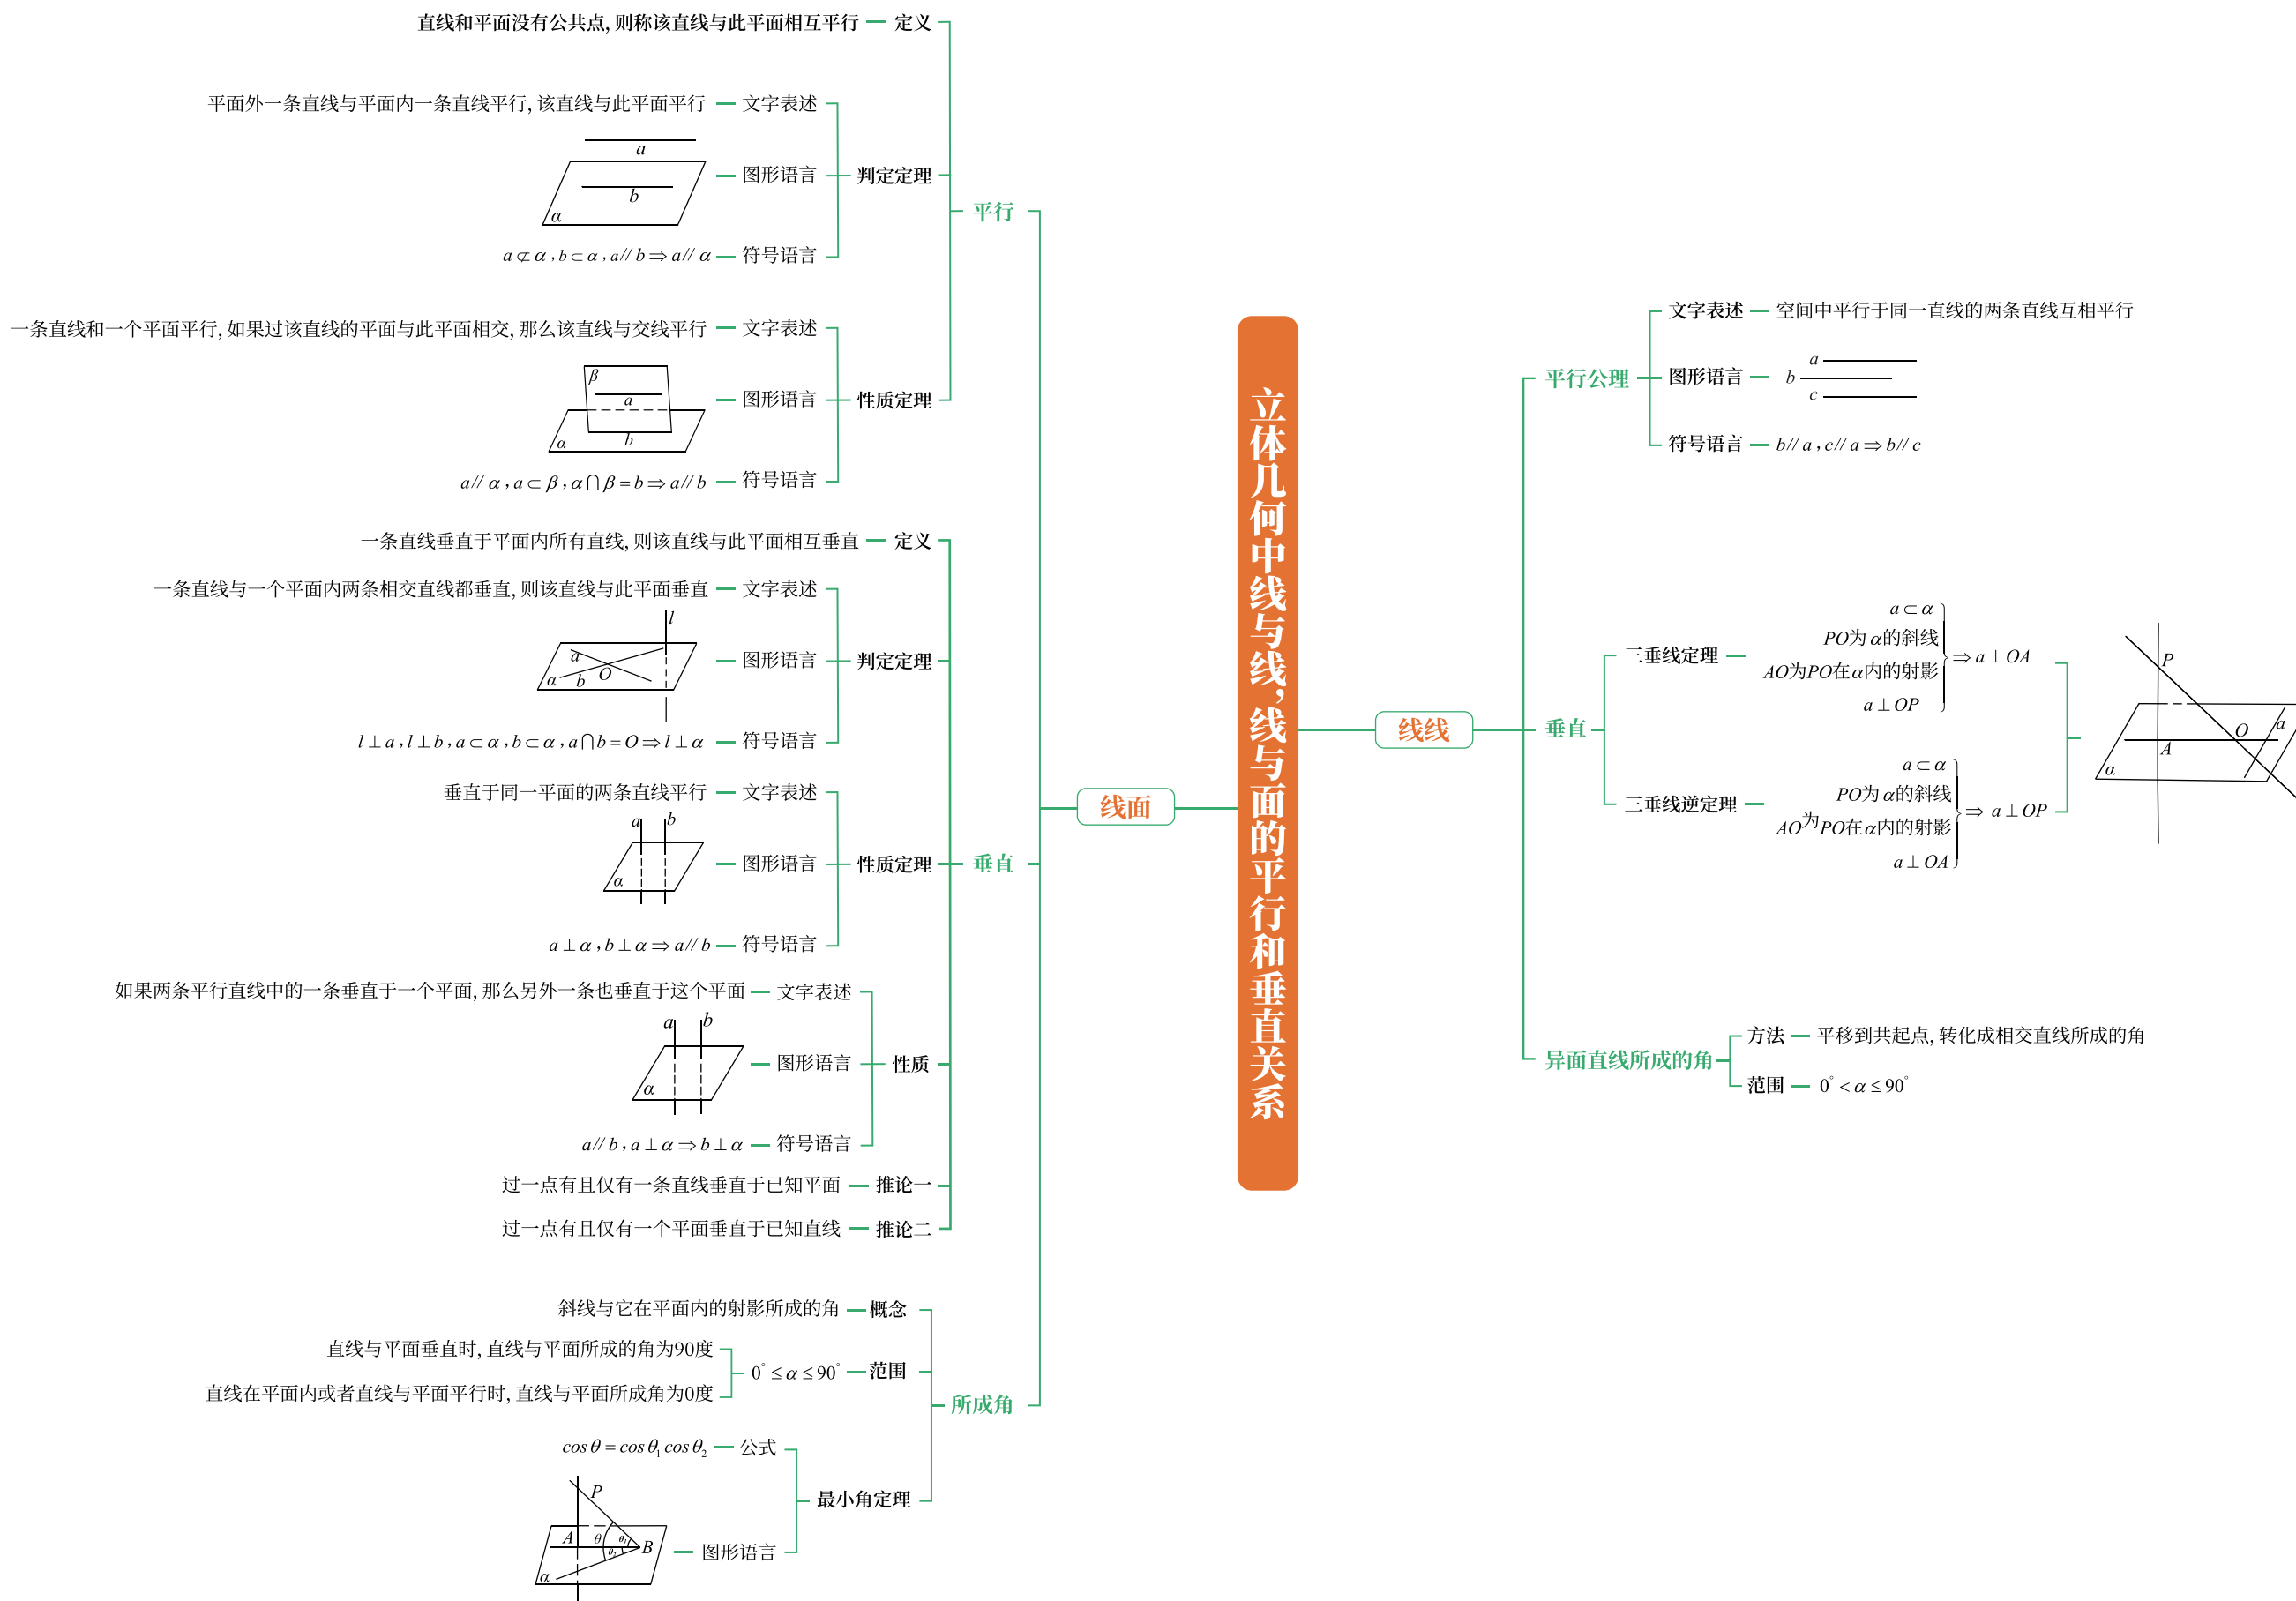 立体几何中线与线，线与面的平行和垂直关系
线面
平行
定义
直线和平面没有公共点, 则称该直线与此平面相互平行
判定定理
文字表述
平面外一条直线与平面内一条直线平行, 该直线与此平面平行
图形语言
a
b
α
符号语言
a ⊄ α , b ⊂ α , a // b ⇒ a // α
性质定理
文字表述
一条直线和一个平面平行, 如果过该直线的平面与此平面相交, 那么该直线与交线平行
图形语言
β
a
b
α
符号语言
a // α , a ⊂ β , α ⋂ β = b ⇒ a // b
垂直
定义
一条直线垂直于平面内所有直线, 则该直线与此平面相互垂直
判定定理
文字表述
一条直线与一个平面内两条相交直线都垂直, 则该直线与此平面垂直
图形语言
l
a
O
b
α
符号语言
l ⊥ a , l ⊥ b , a ⊂ α , b ⊂ α , a ⋂ b = O ⇒ l ⊥ α
性质定理
文字表述
垂直于同一平面的两条直线平行
图形语言
a
b
α
符号语言
a ⊥ α , b ⊥ α ⇒ a // b
性质
文字表述
如果两条平行直线中的一条垂直于一个平面, 那么另外一条也垂直于这个平面
图形语言
a
b
α
符号语言
a // b , a ⊥ α ⇒ b ⊥ α
推论一
过一点有且仅有一条直线垂直于已知平面
推论二
过一点有且仅有一个平面垂直于已知直线
所成角
概念
斜线与它在平面内的射影所成的角
范围
0° ≤ α ≤ 90°
直线与平面垂直时, 直线与平面所成的角为90度
直线在平面内或者直线与平面平行时, 直线与平面所成角为0度
最小角定理
公式
cos θ = cos θ₁ cos θ₂
图形语言
P
A
θ
θ₁
θ₂
B
α
线线
平行公理
文字表述
空间中平行于同一直线的两条直线互相平行
图形语言
a
b
c
符号语言
b // a , c // a ⇒ b // c
垂直
三垂线定理
a ⊂ α
PO为 α的斜线
AO为PO在α内的射影
a ⊥ OP
⇒ a ⊥ OA
三垂线逆定理
a ⊂ α
PO为 α的斜线
AO为PO在α内的射影
a ⊥ OA
⇒ a ⊥ OP
P
O
a
A
α
异面直线所成的角
方法
平移到共起点, 转化成相交直线所成的角
范围
0° < α ≤ 90°